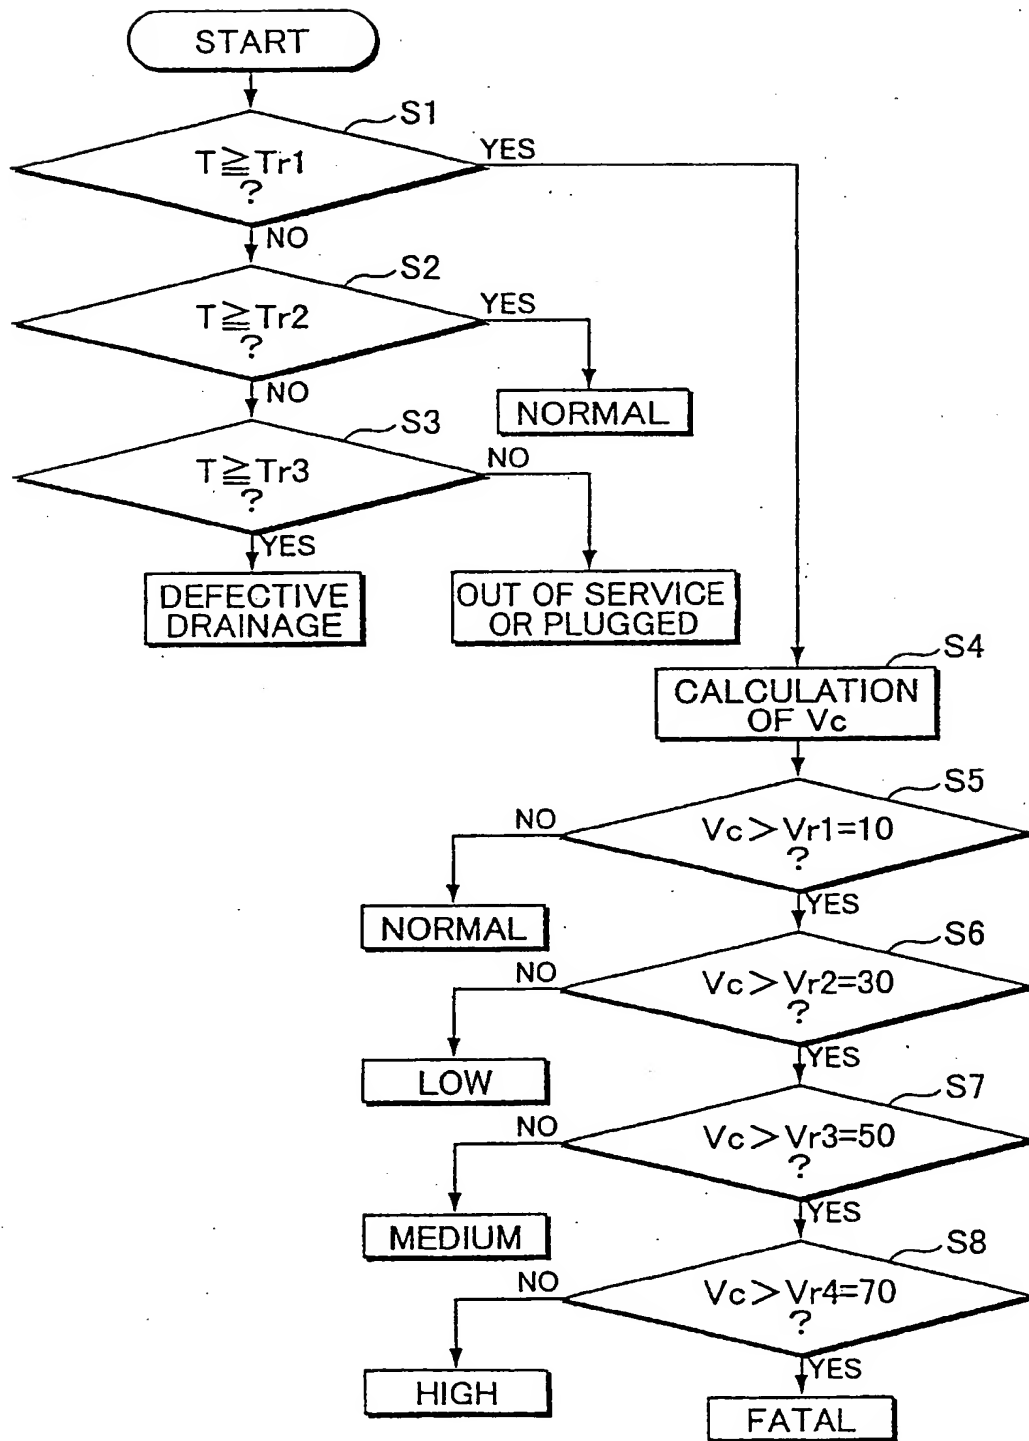 START
S1
T≧Tr1
?
YES
NO
S2
T≧Tr2
?
YES
NO
NORMAL
S3
T≧Tr3
?
NO
YES
DEFECTIVE
DRAINAGE
OUT OF SERVICE
OR PLUGGED
S4
CALCULATION
OF Vc
S5
Vc>Vr1=10
?
NO
YES
NORMAL
S6
Vc>Vr2=30
?
NO
YES
LOW
S7
Vc>Vr3=50
?
NO
YES
MEDIUM
S8
Vc>Vr4=70
?
NO
YES
HIGH
FATAL